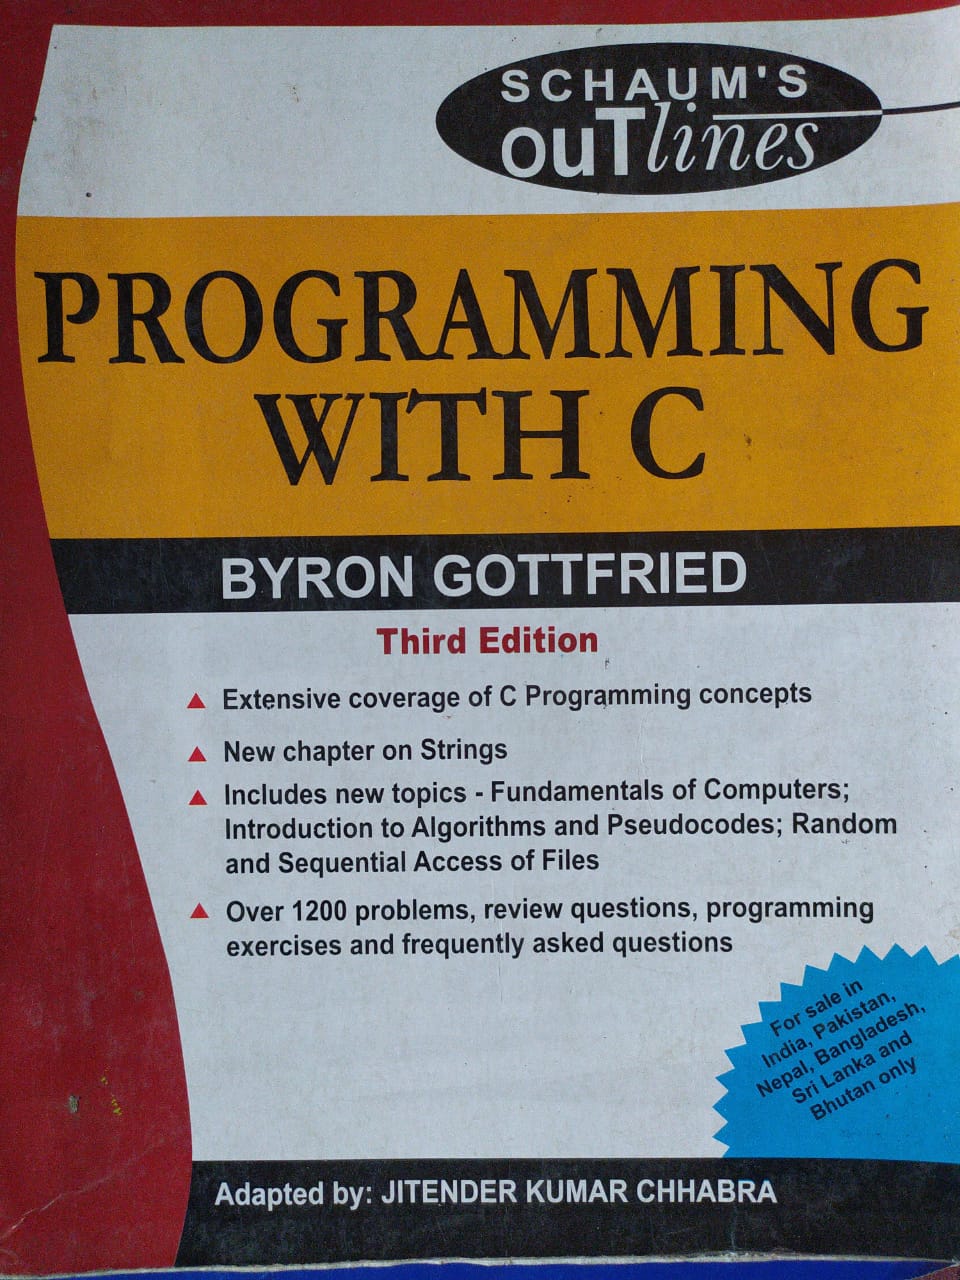 SCHAUM'S
ouTlines
PROGRAMMING
WITH C
BYRON GOTTFRIED
Third Edition
Extensive coverage of C Programming concepts
New chapter on Strings
Includes new topics - Fundamentals of Computers;
Introduction to Algorithms and Pseudocodes; Random
and Sequential Access of Files
Over 1200 problems, review questions, programming
exercises and frequently asked questions
For sale in
India, Pakistan,
Nepal, Bangladesh,
Sri Lanka and
Bhutan only
Adapted by: JITENDER KUMAR CHHABRA